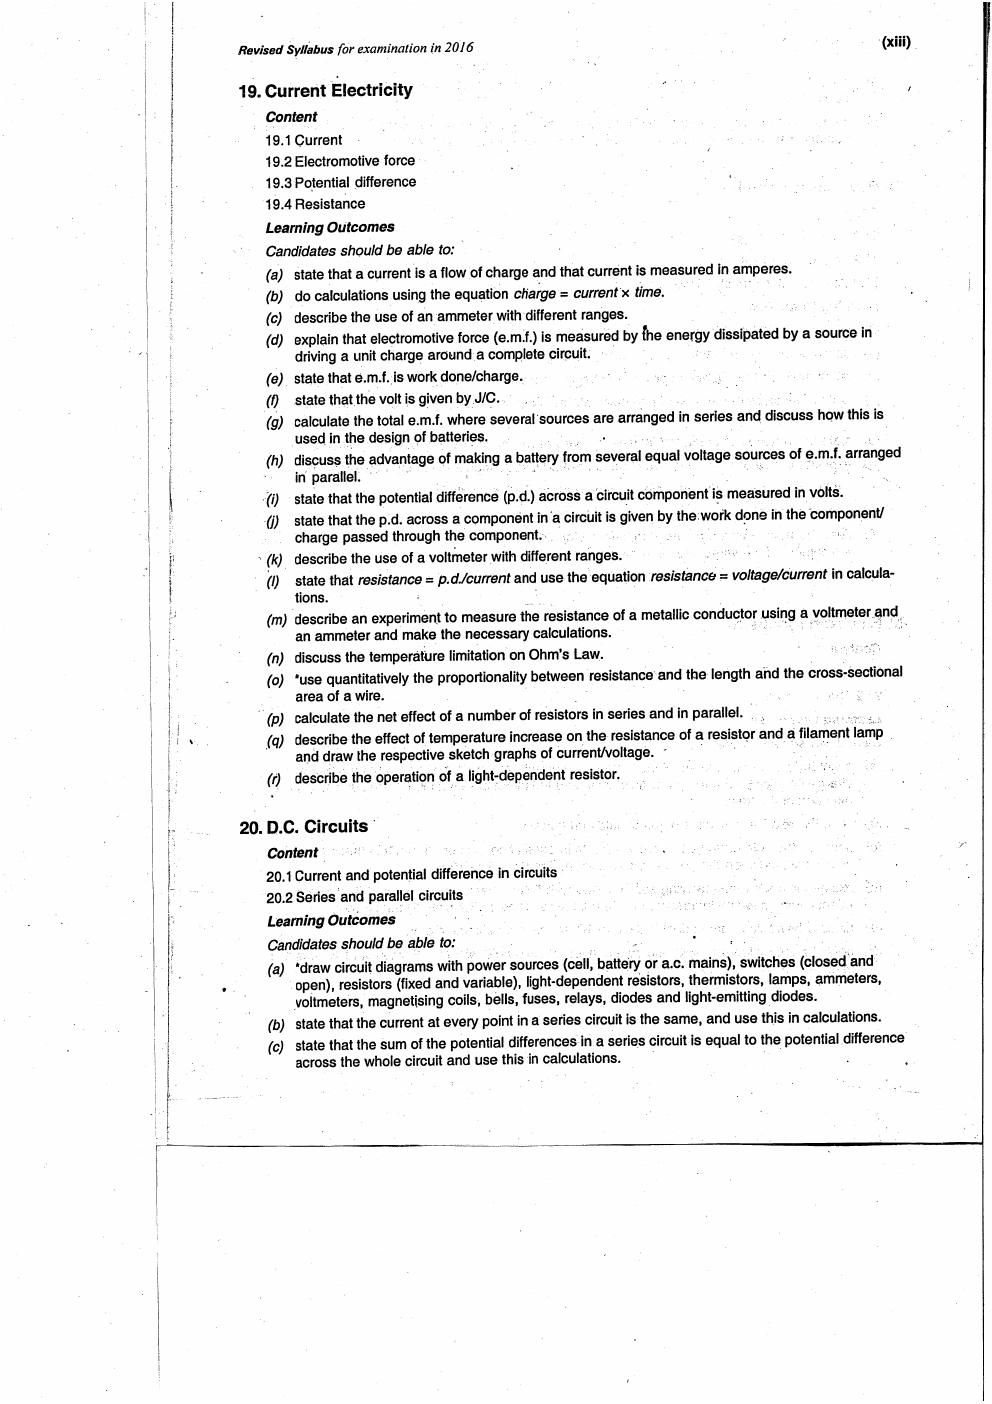 Revised Syllabus for examination in 2016
(xiii)
19. Current Electricity
Content
19.1 Current
19.2 Electromotive force
19.3 Potential difference
19.4 Resistance
Learning Outcomes
Candidates should be able to:
(a) state that a current is a flow of charge and that current is measured in amperes.
(b) do calculations using the equation charge = current × time.
(c) describe the use of an ammeter with different ranges.
(d) explain that electromotive force (e.m.f.) is measured by the energy dissipated by a source in
driving a unit charge around a complete circuit.
(e) state that e.m.f. is work done/charge.
(f) state that the volt is given by J/C.
(g) calculate the total e.m.f. where several sources are arranged in series and discuss how this is
used in the design of batteries.
(h) discuss the advantage of making a battery from several equal voltage sources of e.m.f. arranged
in parallel.
(i) state that the potential difference (p.d.) across a circuit component is measured in volts.
(j) state that the p.d. across a component in a circuit is given by the work done in the component/
charge passed through the component.
(k) describe the use of a voltmeter with different ranges.
(l) state that resistance = p.d./current and use the equation resistance = voltage/current in calcula-
tions.
(m) describe an experiment to measure the resistance of a metallic conductor using a voltmeter and
an ammeter and make the necessary calculations.
(n) discuss the temperature limitation on Ohm's Law.
(o) *use quantitatively the proportionality between resistance and the length and the cross-sectional
area of a wire.
(p) calculate the net effect of a number of resistors in series and in parallel.
(q) describe the effect of temperature increase on the resistance of a resistor and a filament lamp
and draw the respective sketch graphs of current/voltage.
(r) describe the operation of a light-dependent resistor.
20. D.C. Circuits
Content
20.1 Current and potential difference in circuits
20.2 Series and parallel circuits
Learning Outcomes
Candidates should be able to:
(a) *draw circuit diagrams with power sources (cell, battery or a.c. mains), switches (closed and
open), resistors (fixed and variable), light-dependent resistors, thermistors, lamps, ammeters,
voltmeters, magnetising coils, bells, fuses, relays, diodes and light-emitting diodes.
(b) state that the current at every point in a series circuit is the same, and use this in calculations.
(c) state that the sum of the potential differences in a series circuit is equal to the potential difference
across the whole circuit and use this in calculations.